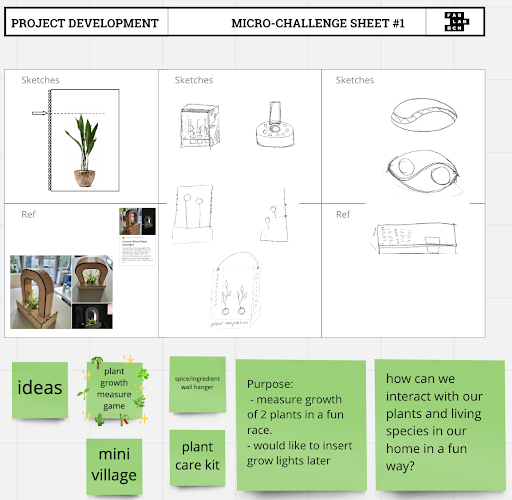 PROJECT DEVELOPMENT
MICRO-CHALLENGE SHEET #1
FAB
LAB
BCN
Sketches
Sketches
Sketches
Ref
Ref
plant competition
ideas
plant
growth
measure
game
spice/ingredient
wall hanger
mini
village
plant
care kit
Purpose:
- measure growth
of 2 plants in a fun
race.
- would like to insert
grow lights later
how can we
interact with our
plants and living
species in our
home in a fun
way?